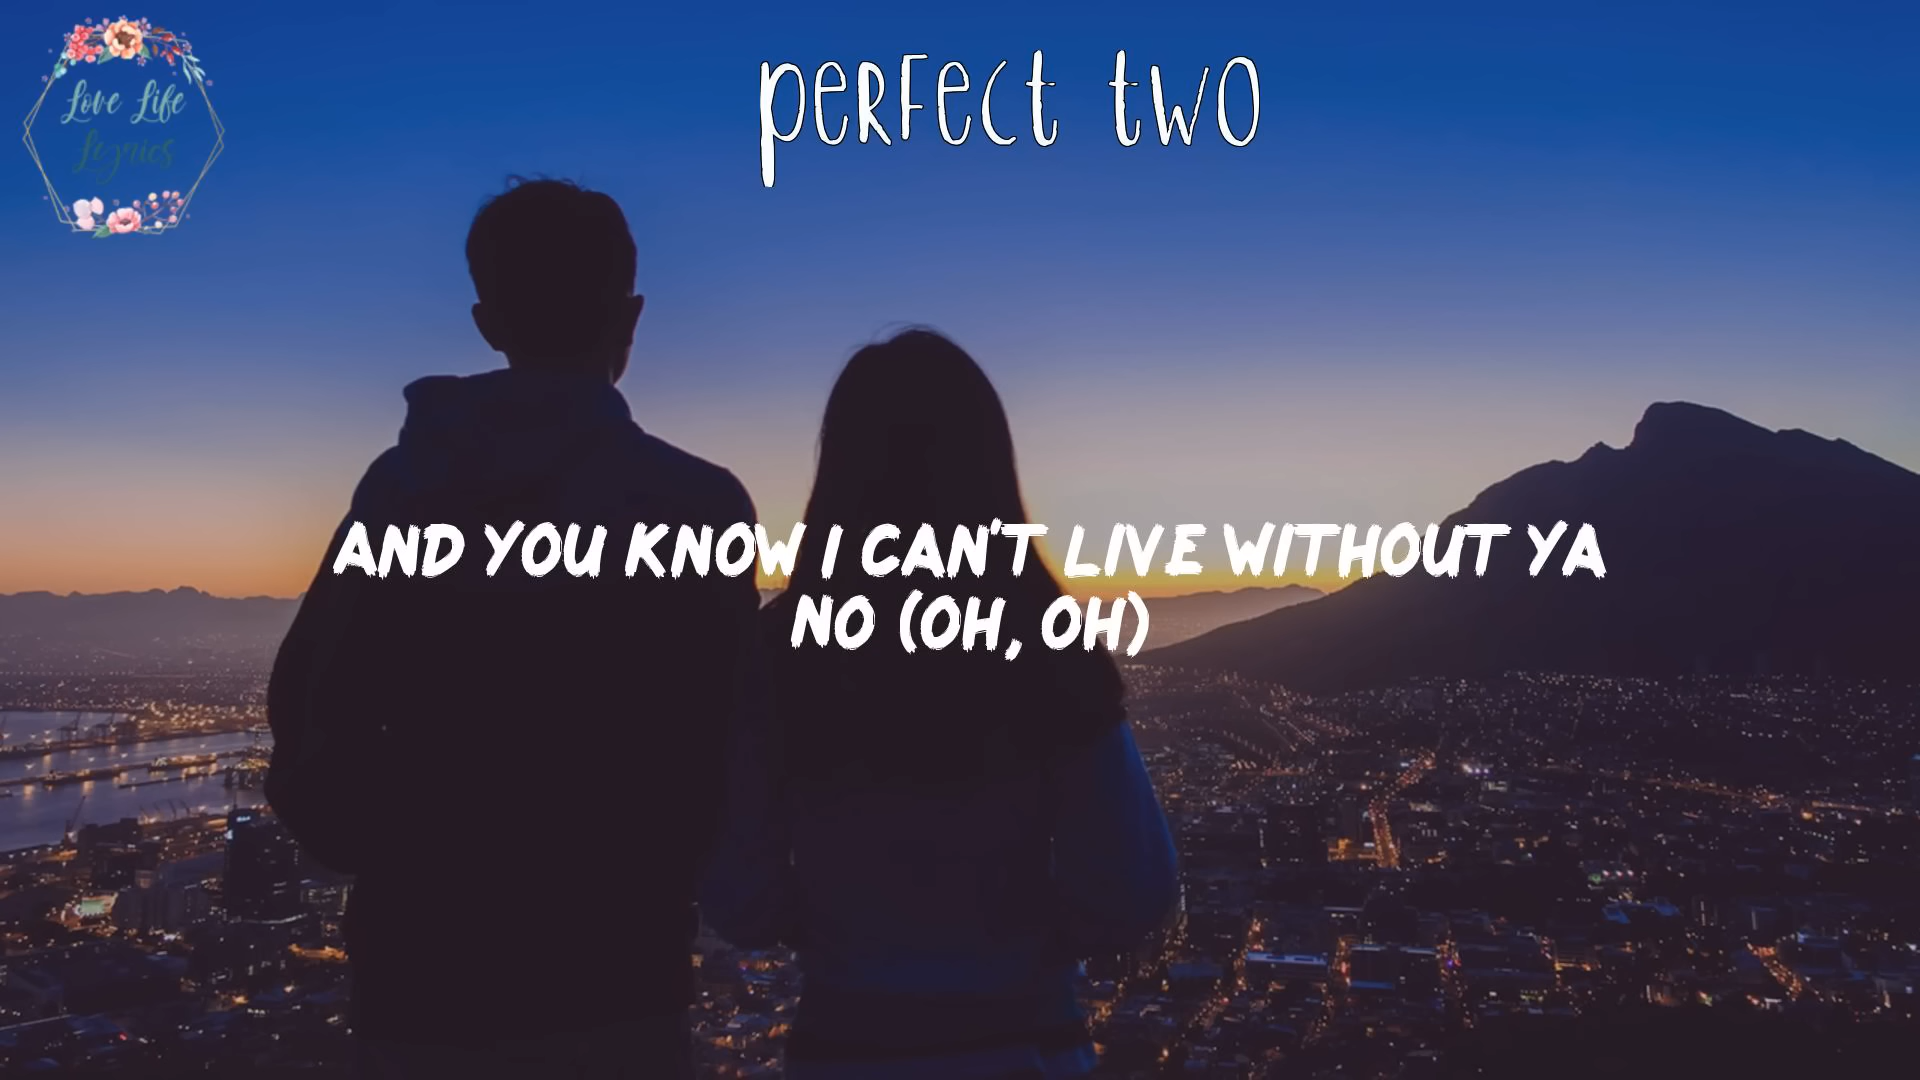 Love Life
Lyrics
PERFECT TWO
AND YOU KNOW I CAN'T LIVE WITHOUT YA
NO (OH, OH)